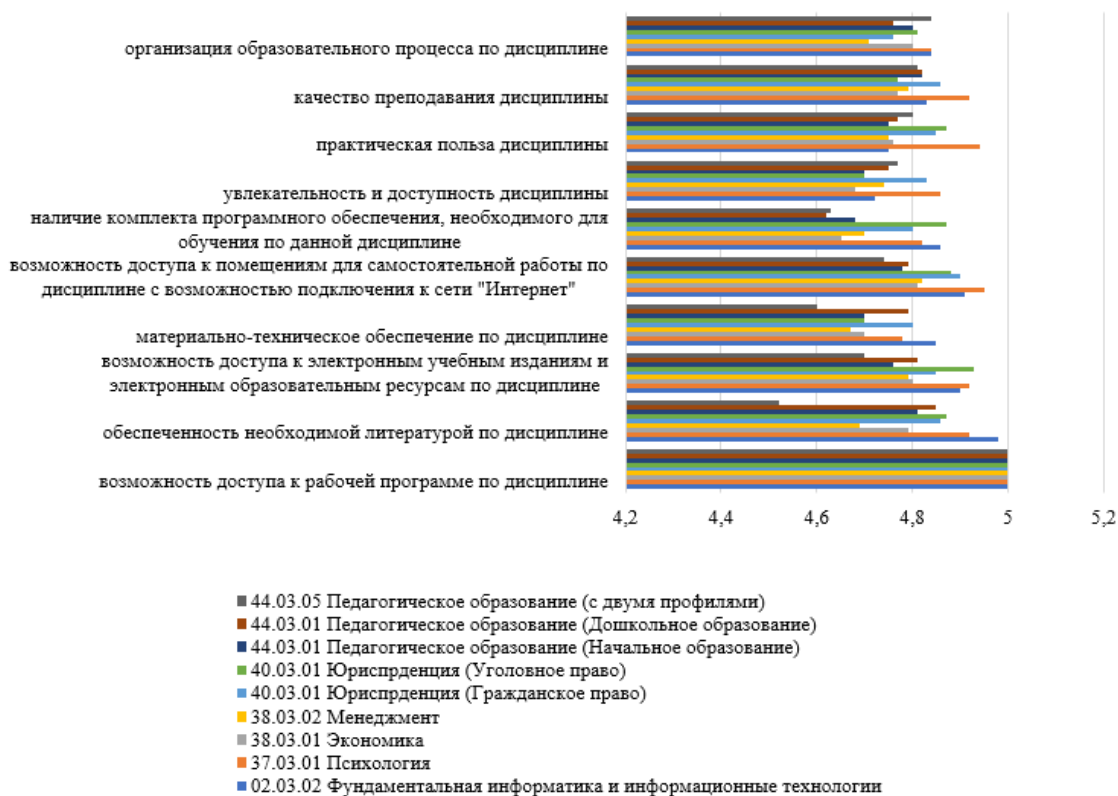 организация образовательного процесса по дисциплине
качество преподавания дисциплины
практическая польза дисциплины
увлекательность и доступность дисциплины
наличие комплекта программного обеспечения, необходимого для
обучения по данной дисциплине
возможность доступа к помещениям для самостоятельной работы по
дисциплине с возможностью подключения к сети "Интернет"
материально-техническое обеспечение по дисциплине
возможность доступа к электронным учебным изданиям и
электронным образовательным ресурсам по дисциплине
обеспеченность необходимой литературой по дисциплине
возможность доступа к рабочей программе по дисциплине
4,2 4,4 4,6 4,8 5 5,2
44.03.05 Педагогическое образование (с двумя профилями)
44.03.01 Педагогическое образование (Дошкольное образование)
44.03.01 Педагогическое образование (Начальное образование)
40.03.01 Юриспрденция (Уголовное право)
40.03.01 Юриспрденция (Гражданское право)
38.03.02 Менеджмент
38.03.01 Экономика
37.03.01 Психология
02.03.02 Фундаментальная информатика и информационные технологии